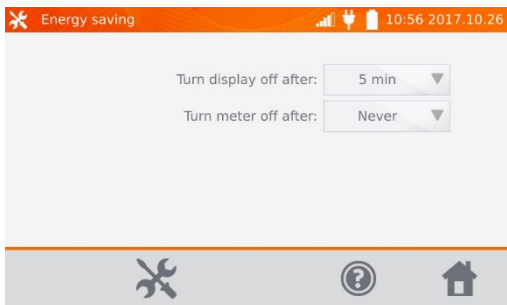 Energy saving 10:56 2017.10.26
Turn display off after: 5 min
Turn meter off after: Never